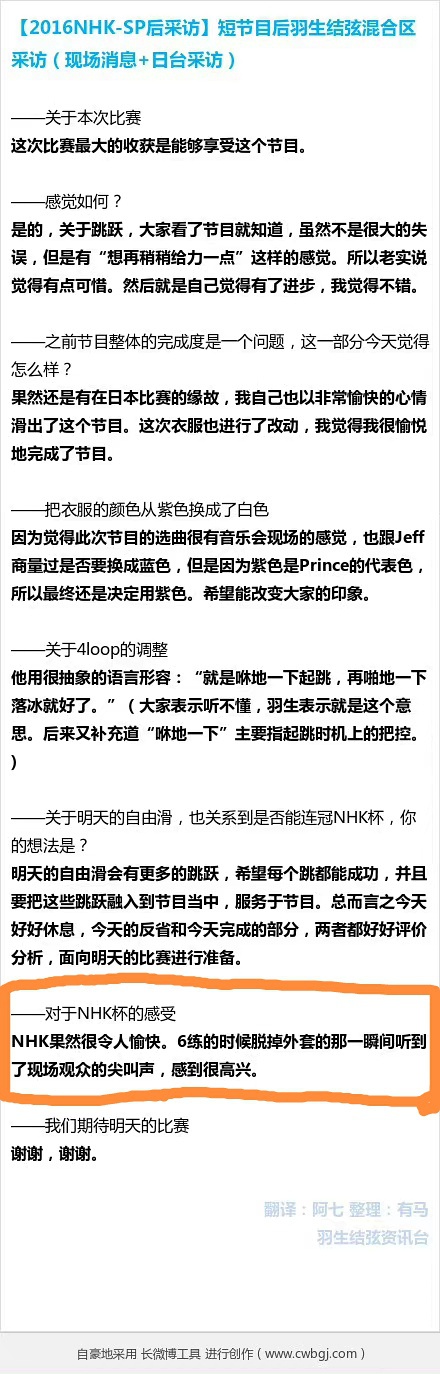 【2016NHK-SP后采访】短节目后羽生结弦混合区
采访（现场消息+日台采访）
——关于本次比赛
这次比赛最大的收获是能够享受这个节目。
——感觉如何？
是的，关于跳跃，大家看了节目就知道，虽然不是很大的失
误，但是有“想再稍稍给力一点”这样的感觉。所以老实说
觉得有点可惜。然后就是自己觉得有了进步，我觉得不错。
——之前节目整体的完成度是一个问题，这一部分今天觉得
怎么样？
果然还是有在日本比赛的缘故，我自己也以非常愉快的心情
滑出了这个节目。这次衣服也进行了改动，我觉得我很愉悦
地完成了节目。
——把衣服的颜色从紫色换成了白色
因为觉得此次节目的选曲很有音乐会现场的感觉，也跟Jeff
商量过是否要换成蓝色，但是因为紫色是Prince的代表色，
所以最终还是决定用紫色。希望能改变大家的印象。
——关于4loop的调整
他用很抽象的语言形容：“就是咻地一下起跳，再啪地一下
落冰就好了。”（大家表示听不懂，羽生表示就是这个意
思。后来又补充道“咻地一下”主要指起跳时机上的把控。
）
——关于明天的自由滑，也关系到是否能连冠NHK杯，你
的想法是？
明天的自由滑会有更多的跳跃，希望每个跳都能成功，并且
要把这些跳跃融入到节目当中，服务于节目。总而言之今天
好好休息，今天的反省和今天完成的部分，两者都好好评价
分析，面向明天的比赛进行准备。
——对于NHK杯的感受
NHK果然很令人愉快。6练的时候脱掉外套的那一瞬间听到
了现场观众的尖叫声，感到很高兴。
——我们期待明天的比赛
谢谢，谢谢。
翻译：阿七 整理：有马
羽生结弦资讯台
自豪地采用 长微博工具 进行创作（www.cwbgj.com）